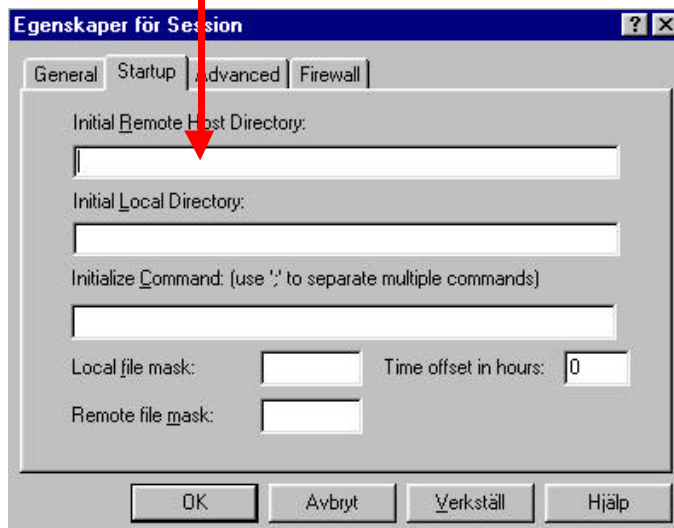 Egenskaper för Session
General Startup Advanced Firewall
Initial Remote Host Directory:
Initial Local Directory:
Initialize Command: (use ';' to separate multiple commands)
Local file mask: Time offset in hours: 0
Remote file mask:
OK Avbryt Verkställ Hjälp